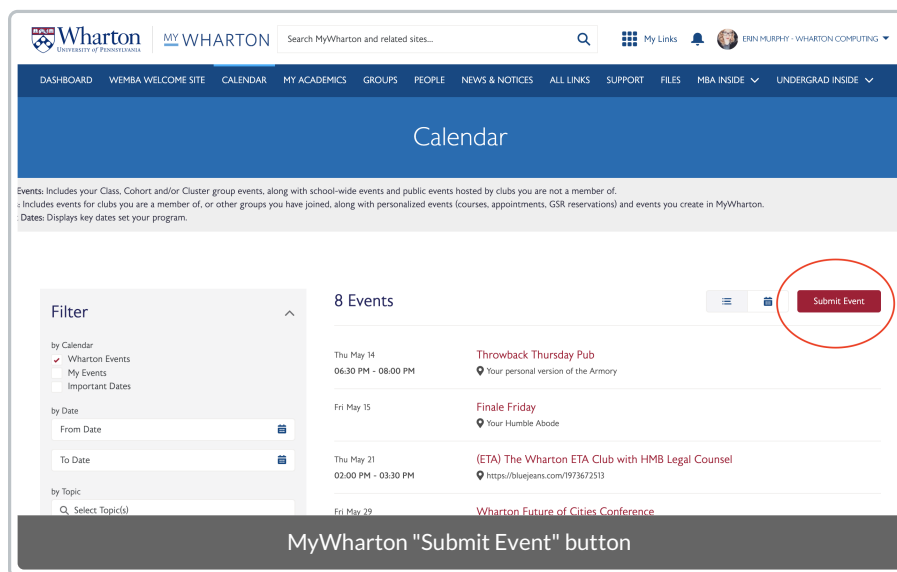 Wharton
UNIVERSITY of PENNSYLVANIA
MY WHARTON
Search MyWharton and related sites...
My Links
ERIN MURPHY - WHARTON COMPUTING
DASHBOARD WEMBA WELCOME SITE CALENDAR MY ACADEMICS GROUPS PEOPLE NEWS & NOTICES ALL LINKS SUPPORT FILES MBA INSIDE UNDERGRAD INSIDE
Calendar
Events: Includes your Class, Cohort and/or Cluster group events, along with school-wide events and public events hosted by clubs you are not a member of.
: Includes events for clubs you are a member of, or other groups you have joined, along with personalized events (courses, appointments, GSR reservations) and events you create in MyWharton.
Dates: Displays key dates set your program.
Filter
by Calendar
Wharton Events
My Events
Important Dates
by Date
From Date
To Date
by Topic
Select Topic(s)
8 Events
Submit Event
Thu May 14
06:30 PM - 08:00 PM
Throwback Thursday Pub
Your personal version of the Armory
Fri May 15
Finale Friday
Your Humble Abode
Thu May 21
02:00 PM - 03:30 PM
(ETA) The Wharton ETA Club with HMB Legal Counsel
https://bluejeans.com/1973672513
Fri May 29
Wharton Future of Cities Conference
MyWharton "Submit Event" button